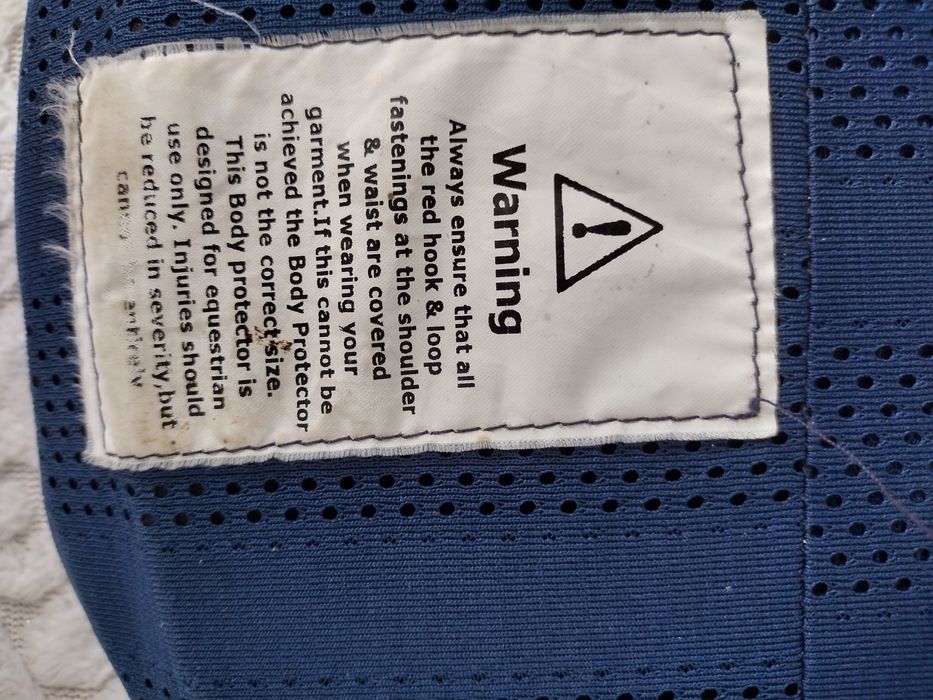 Warning
Always ensure that all
the red hook & loop
fastenings at the shoulder
& waist are covered
when wearing your
garment.If this cannot be
achieved the Body Protector
is not the correct size.
This Body protector is
designed for equestrian
use only. Injuries should
be reduced in severity,but
entirely